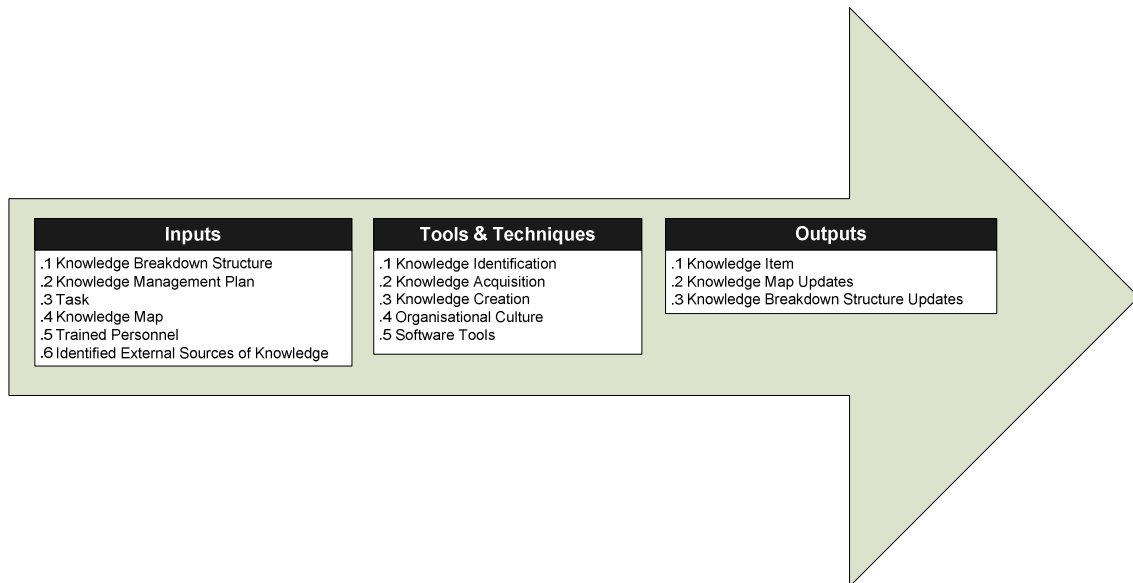 Inputs
.1 Knowledge Breakdown Structure
.2 Knowledge Management Plan
.3 Task
.4 Knowledge Map
.5 Trained Personnel
.6 Identified External Sources of Knowledge
Tools & Techniques
.1 Knowledge Identification
.2 Knowledge Acquisition
.3 Knowledge Creation
.4 Organisational Culture
.5 Software Tools
Outputs
.1 Knowledge Item
.2 Knowledge Map Updates
.3 Knowledge Breakdown Structure Updates